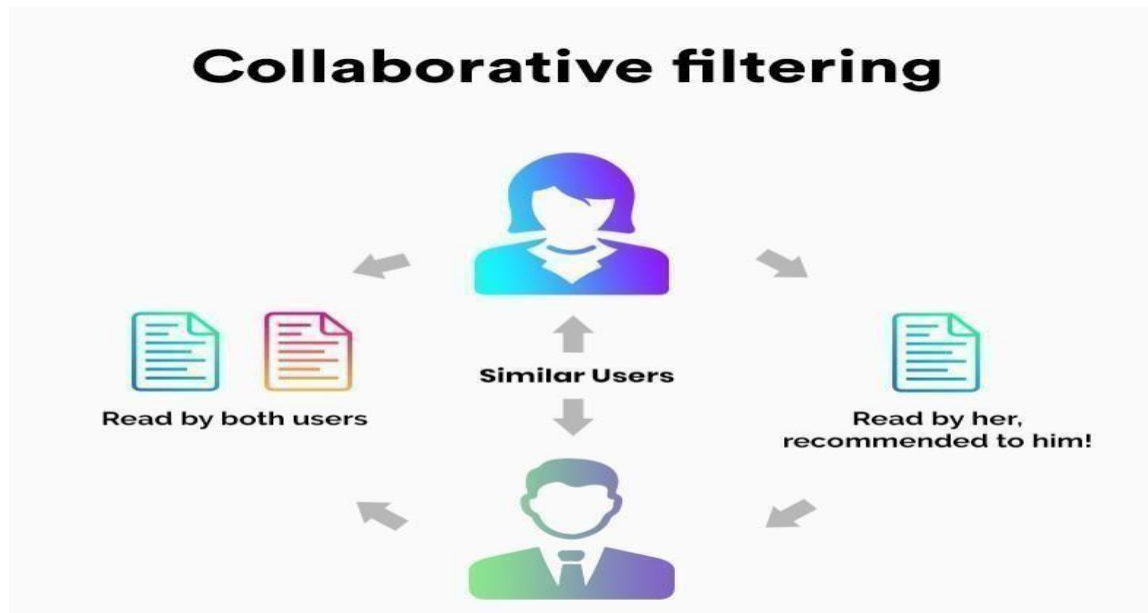 Collaborative filtering
Similar Users
Read by both users
Read by her,
recommended to him!